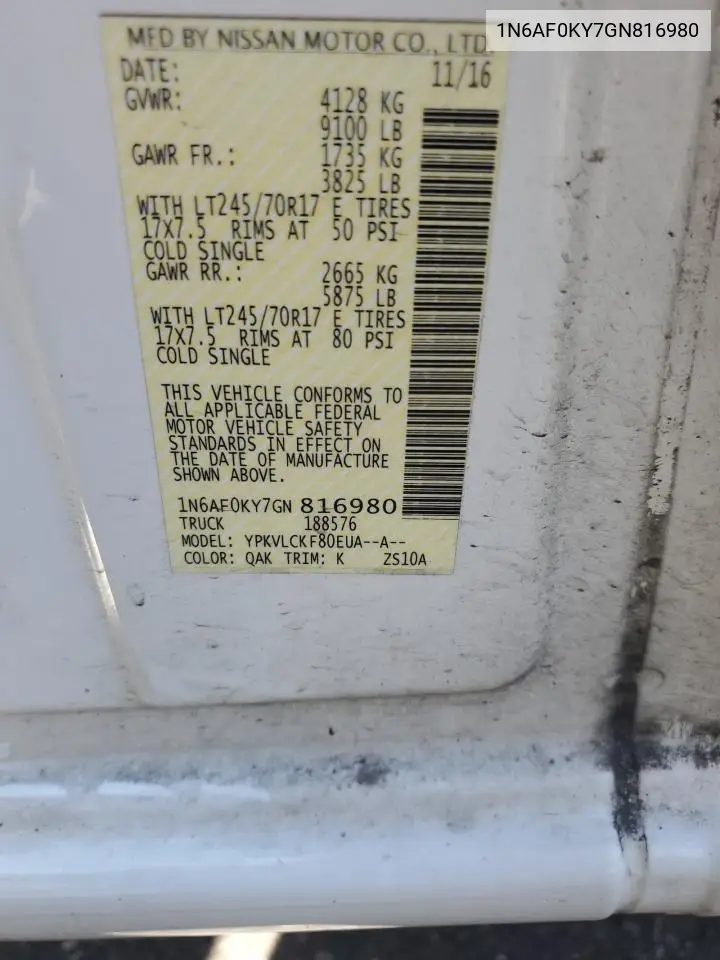 1N6AF0KY7GN816980
MFD BY NISSAN MOTOR CO., LTD.
DATE: 11/16
GVWR: 4128 KG
9100 LB
GAWR FR.: 1735 KG
3825 LB
WITH LT245/70R17 E TIRES
17X7.5 RIMS AT 50 PSI
COLD SINGLE
GAWR RR.: 2665 KG
5875 LB
WITH LT245/70R17 E TIRES
17X7.5 RIMS AT 80 PSI
COLD SINGLE
THIS VEHICLE CONFORMS TO
ALL APPLICABLE FEDERAL
MOTOR VEHICLE SAFETY
STANDARDS IN EFFECT ON
THE DATE OF MANUFACTURE
SHOWN ABOVE.
1N6AF0KY7GN 816980
TRUCK 188576
MODEL: YPKVLCKF80EUA--A--
COLOR: QAK TRIM: K ZS10A